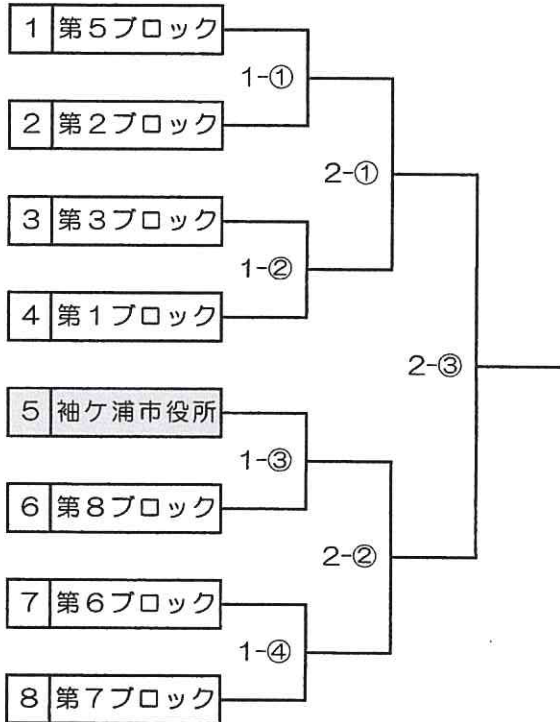 1 第5ブロック
1-①
2 第2ブロック
2-①
3 第3ブロック
1-②
4 第1ブロック
2-③
5 袖ケ浦市役所
1-③
6 第8ブロック
2-②
7 第6ブロック
1-④
8 第7ブロック